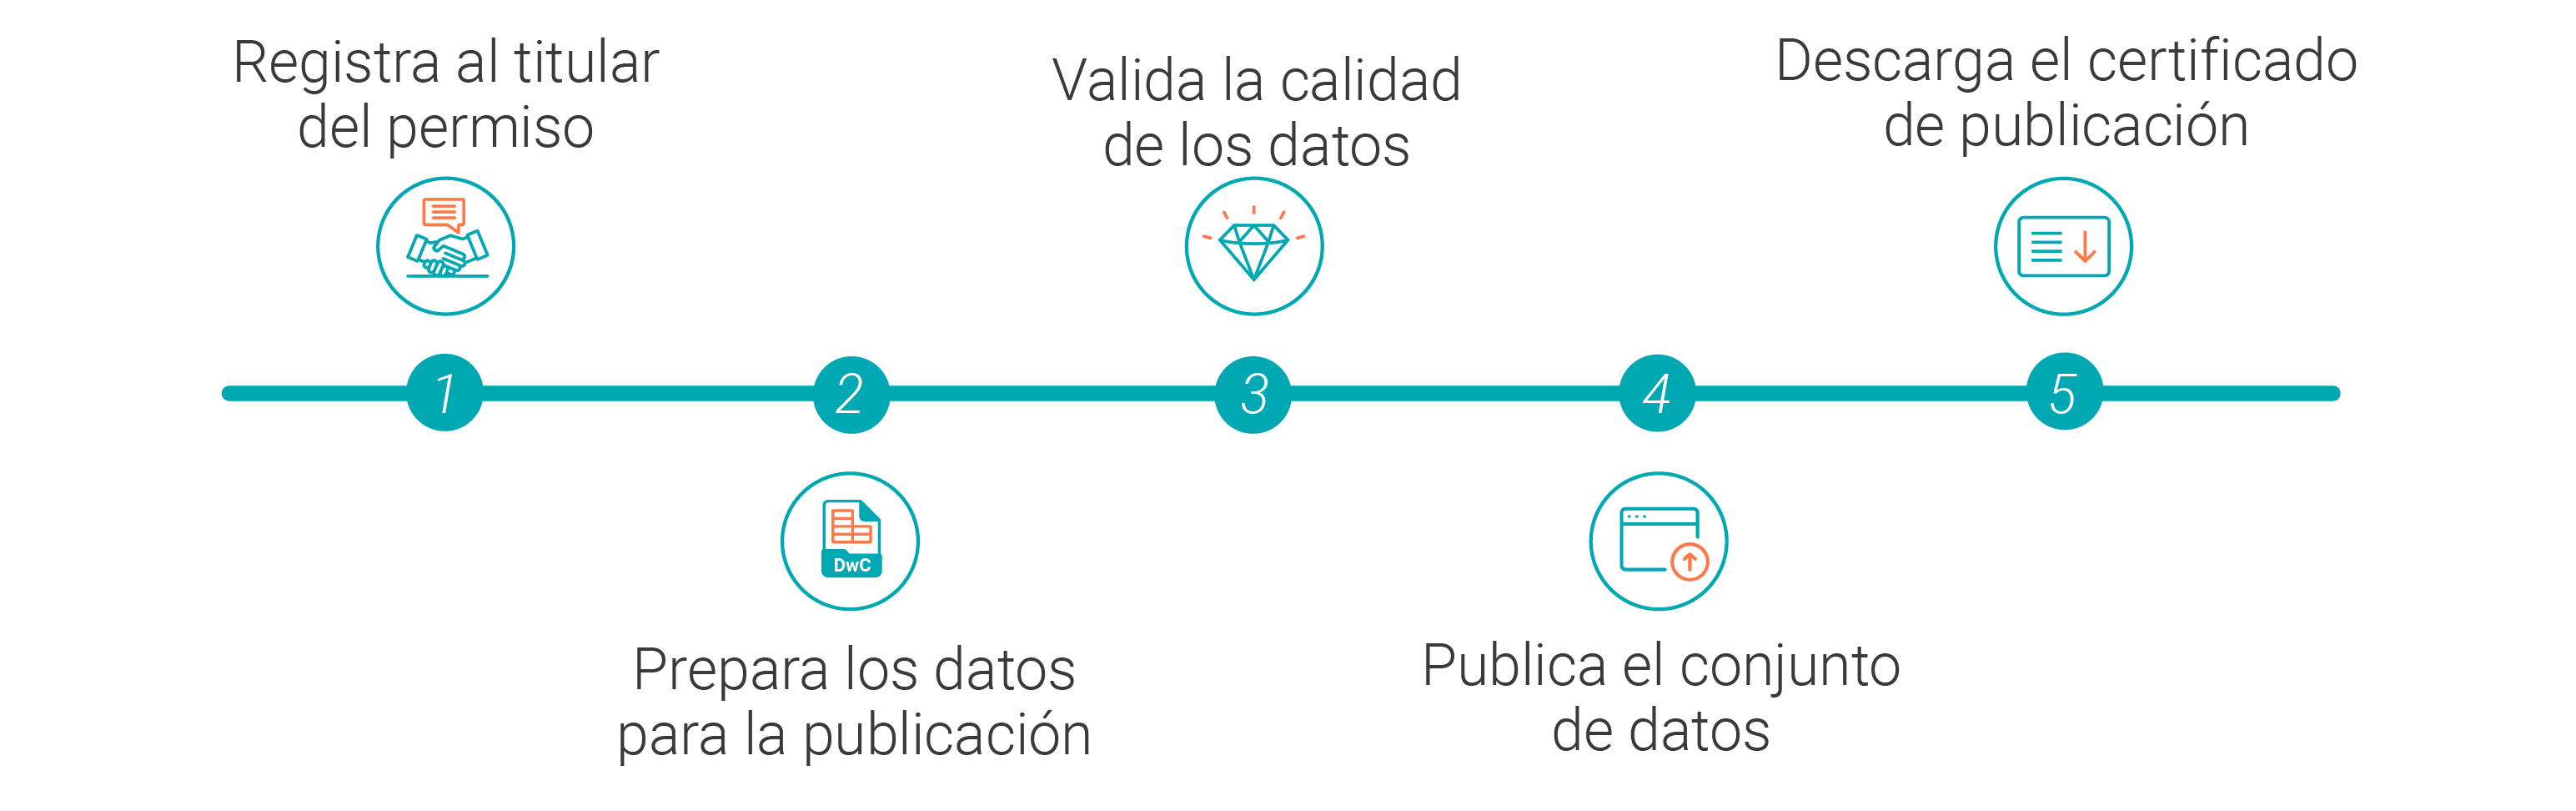 Registra al titular
del permiso
1
2
DwC
Prepara los datos
para la publicación
Valida la calidad
de los datos
3
4
Publica el conjunto
de datos
Descarga el certificado
de publicación
5